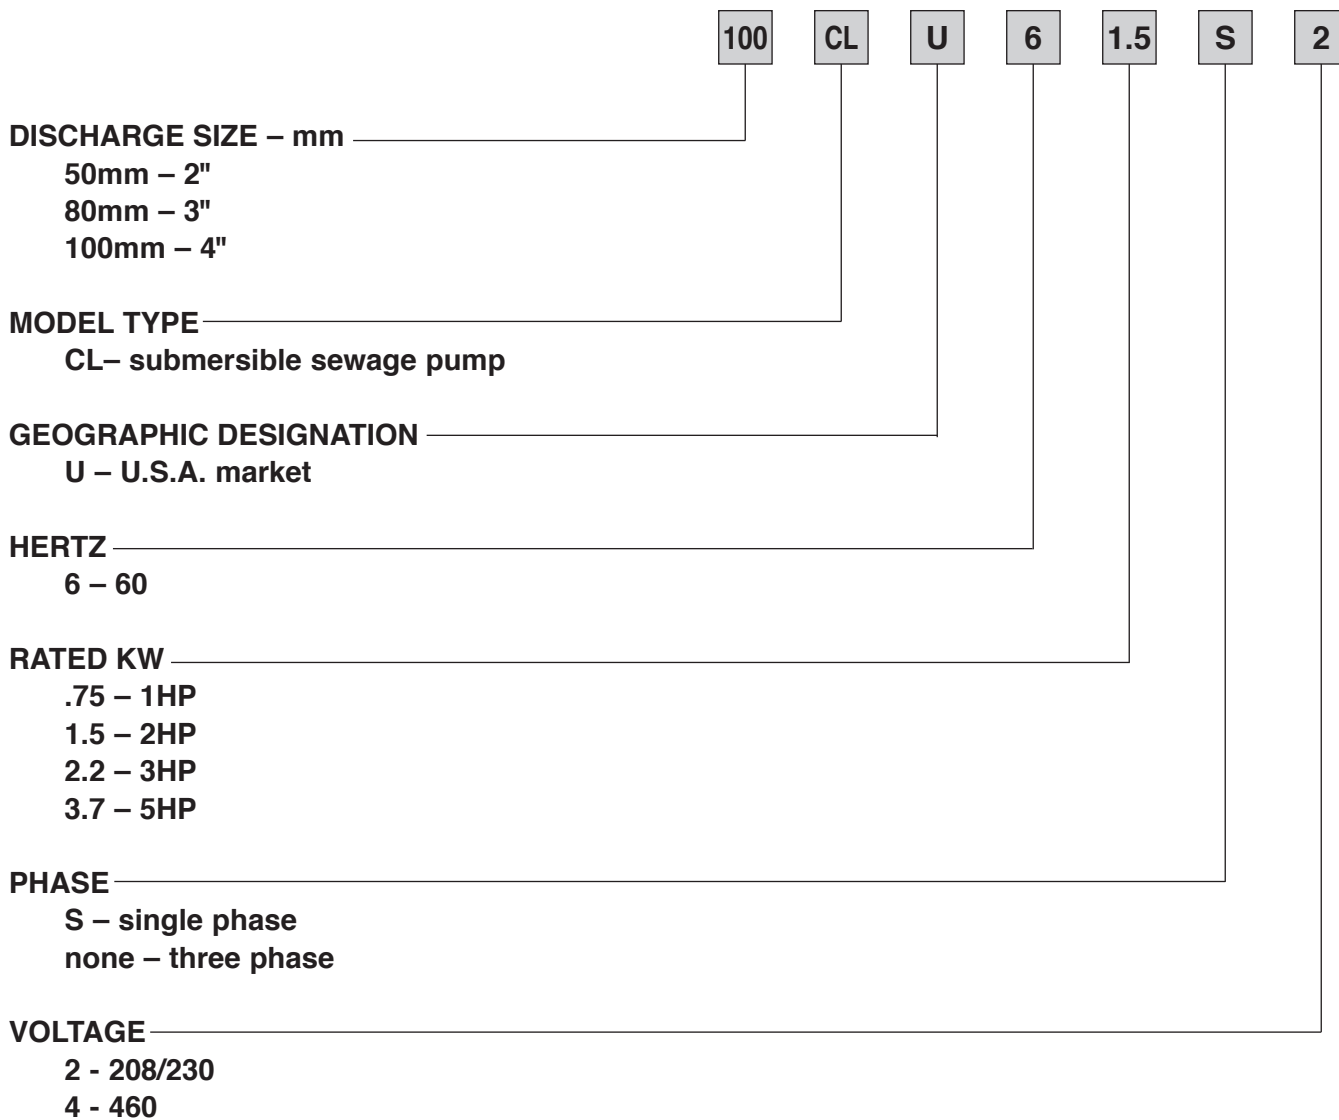 100 CL U 6 1.5 S 2
DISCHARGE SIZE – mm
50mm – 2"
80mm – 3"
100mm – 4"
MODEL TYPE
CL– submersible sewage pump
GEOGRAPHIC DESIGNATION
U – U.S.A. market
HERTZ
6 – 60
RATED KW
.75 – 1HP
1.5 – 2HP
2.2 – 3HP
3.7 – 5HP
PHASE
S – single phase
none – three phase
VOLTAGE
2 - 208/230
4 - 460